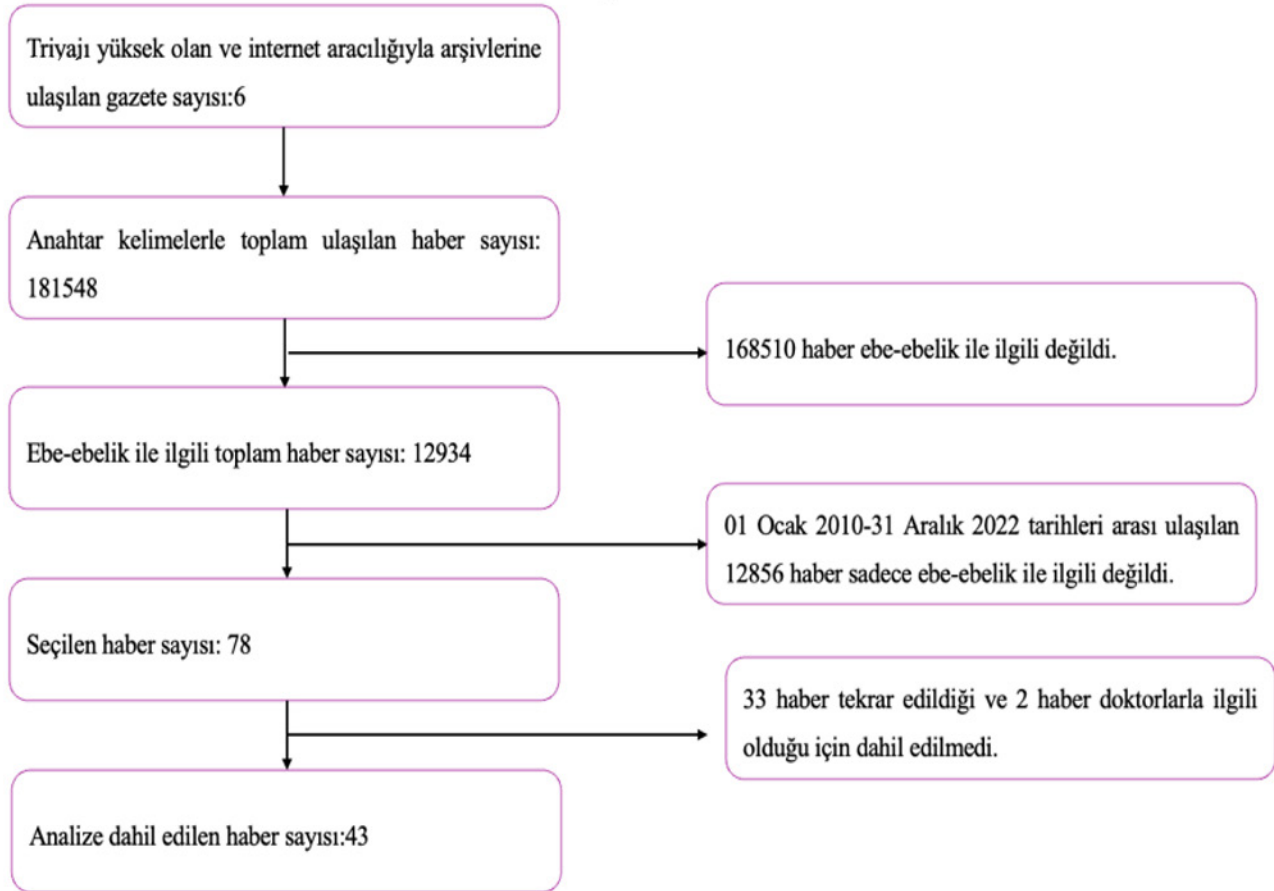 Trivajı yüksek olan ve internet aracılığıyla arşivlerine
ulaşılan gazete sayısı:6
Anahtar kelimelerle toplam ulaşılan haber sayısı:
181548
168510 haber ebe-ebelik ile ilgili değildi.
Ebe-ebelik ile ilgili toplam haber sayısı: 12934
01 Ocak 2010-31 Aralık 2022 tarihleri arası ulaşılan
12856 haber sadece ebe-ebelik ile ilgili değildi.
Seçilen haber sayısı: 78
33 haber tekrar edildiği ve 2 haber doktorlarla ilgili
olduğu için dahil edilmedi.
Analize dahil edilen haber sayısı:43